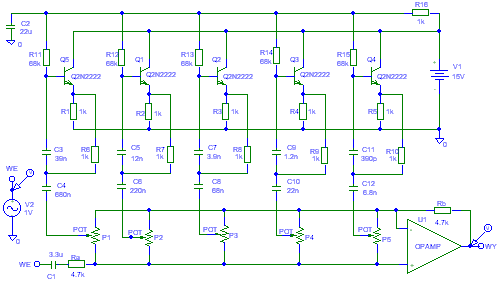 R16
1k
C2
22u
0
R11
68k
Q5
Q2N2222
R12
68k
Q1
Q2N2222
R13
68k
Q2
Q2N2222
R14
68k
Q3
Q2N2222
R15
68k
Q4
Q2N2222
V1
15V
R1
1k
R2
1k
R3
1k
R4
1k
R5
1k
0
C3
39n
R6
1k
C5
12n
R7
1k
C7
3.9n
R8
1k
C9
1.2n
R9
1k
C11
390p
R10
1k
WE
V
C4
680n
C6
220n
C8
68n
C10
22n
C12
6.8n
V2
1V
0
POT
P1
POT
P2
POT
P3
POT
P4
POT
P5
Rb
4.7k
U1
OPAMP
V
WY
WE
3.3u
C1
Ra
4.7k